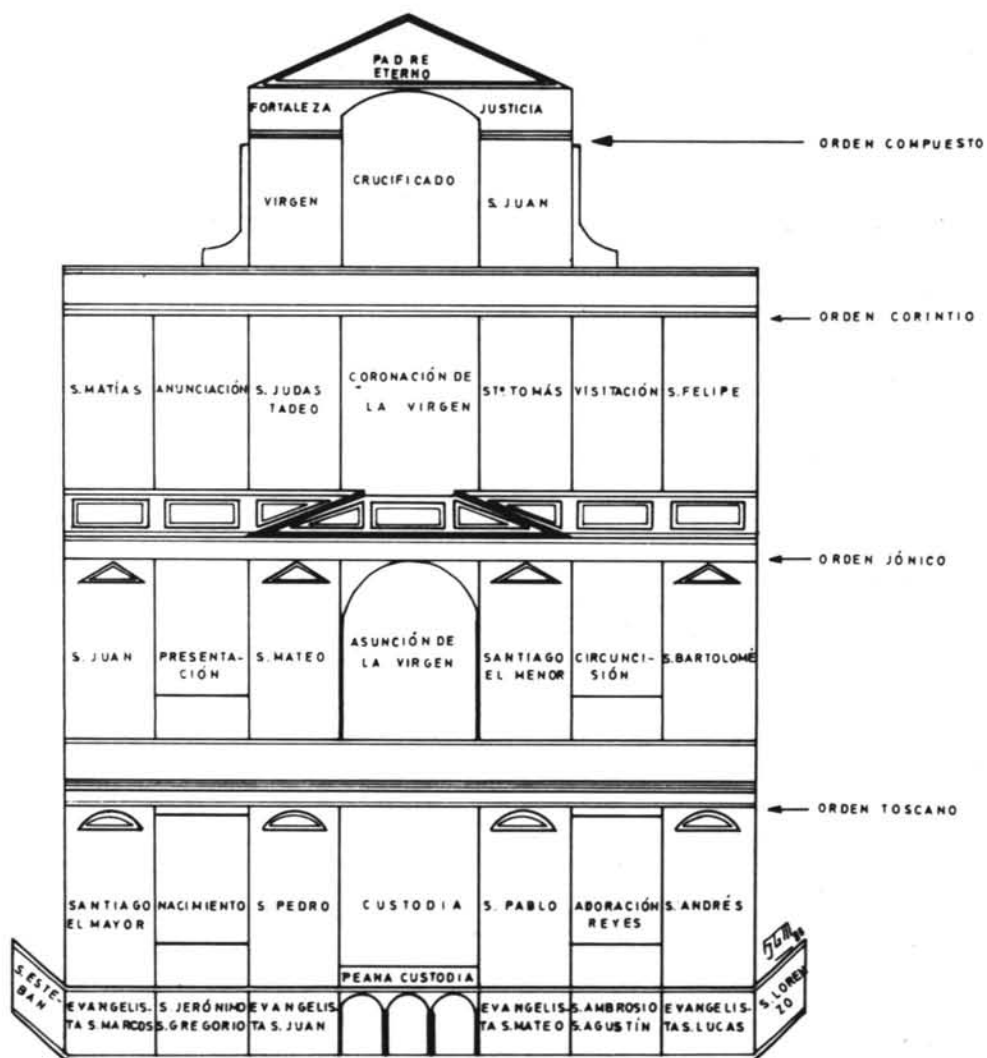 PADRE
ETERNO
FORTALEZA
JUSTICIA
ORDEN COMPUESTO
CRUCIFICADO
VIRGEN
S. JUAN
ORDEN CORINTIO
S. MATÍAS
ANUNCIACIÓN
S. JUDAS
TADEO
CORONACIÓN DE
LA VIRGEN
STº TOMÁS
VISITACIÓN
S. FELIPE
ORDEN JÓNICO
S. JUAN
PRESENTA-
CIÓN
S. MATEO
ASUNCIÓN DE
LA VIRGEN
SANTIAGO
EL MENOR
CIRCUNCI-
SIÓN
S. BARTOLOMÉ
ORDEN TOSCANO
SANTIAGO
EL MAYOR
NACIMIENTO
S PEDRO
CUSTODIA
S. PABLO
ADORACIÓN
REYES
S. ANDRÉS
PEANA CUSTODIA
S. ESTE-
BAN
EVANGELIS-
TA S. MARCOS
S. JERÓNIMO
S. GREGORIO
EVANGELIS-
TA S. JUAN
EVANGELIS-
TA S. MATEO
S. AMBROSIO
S. AGUSTÍN
EVANGELIS-
TA S. LUCAS
S. LOREN
ZO